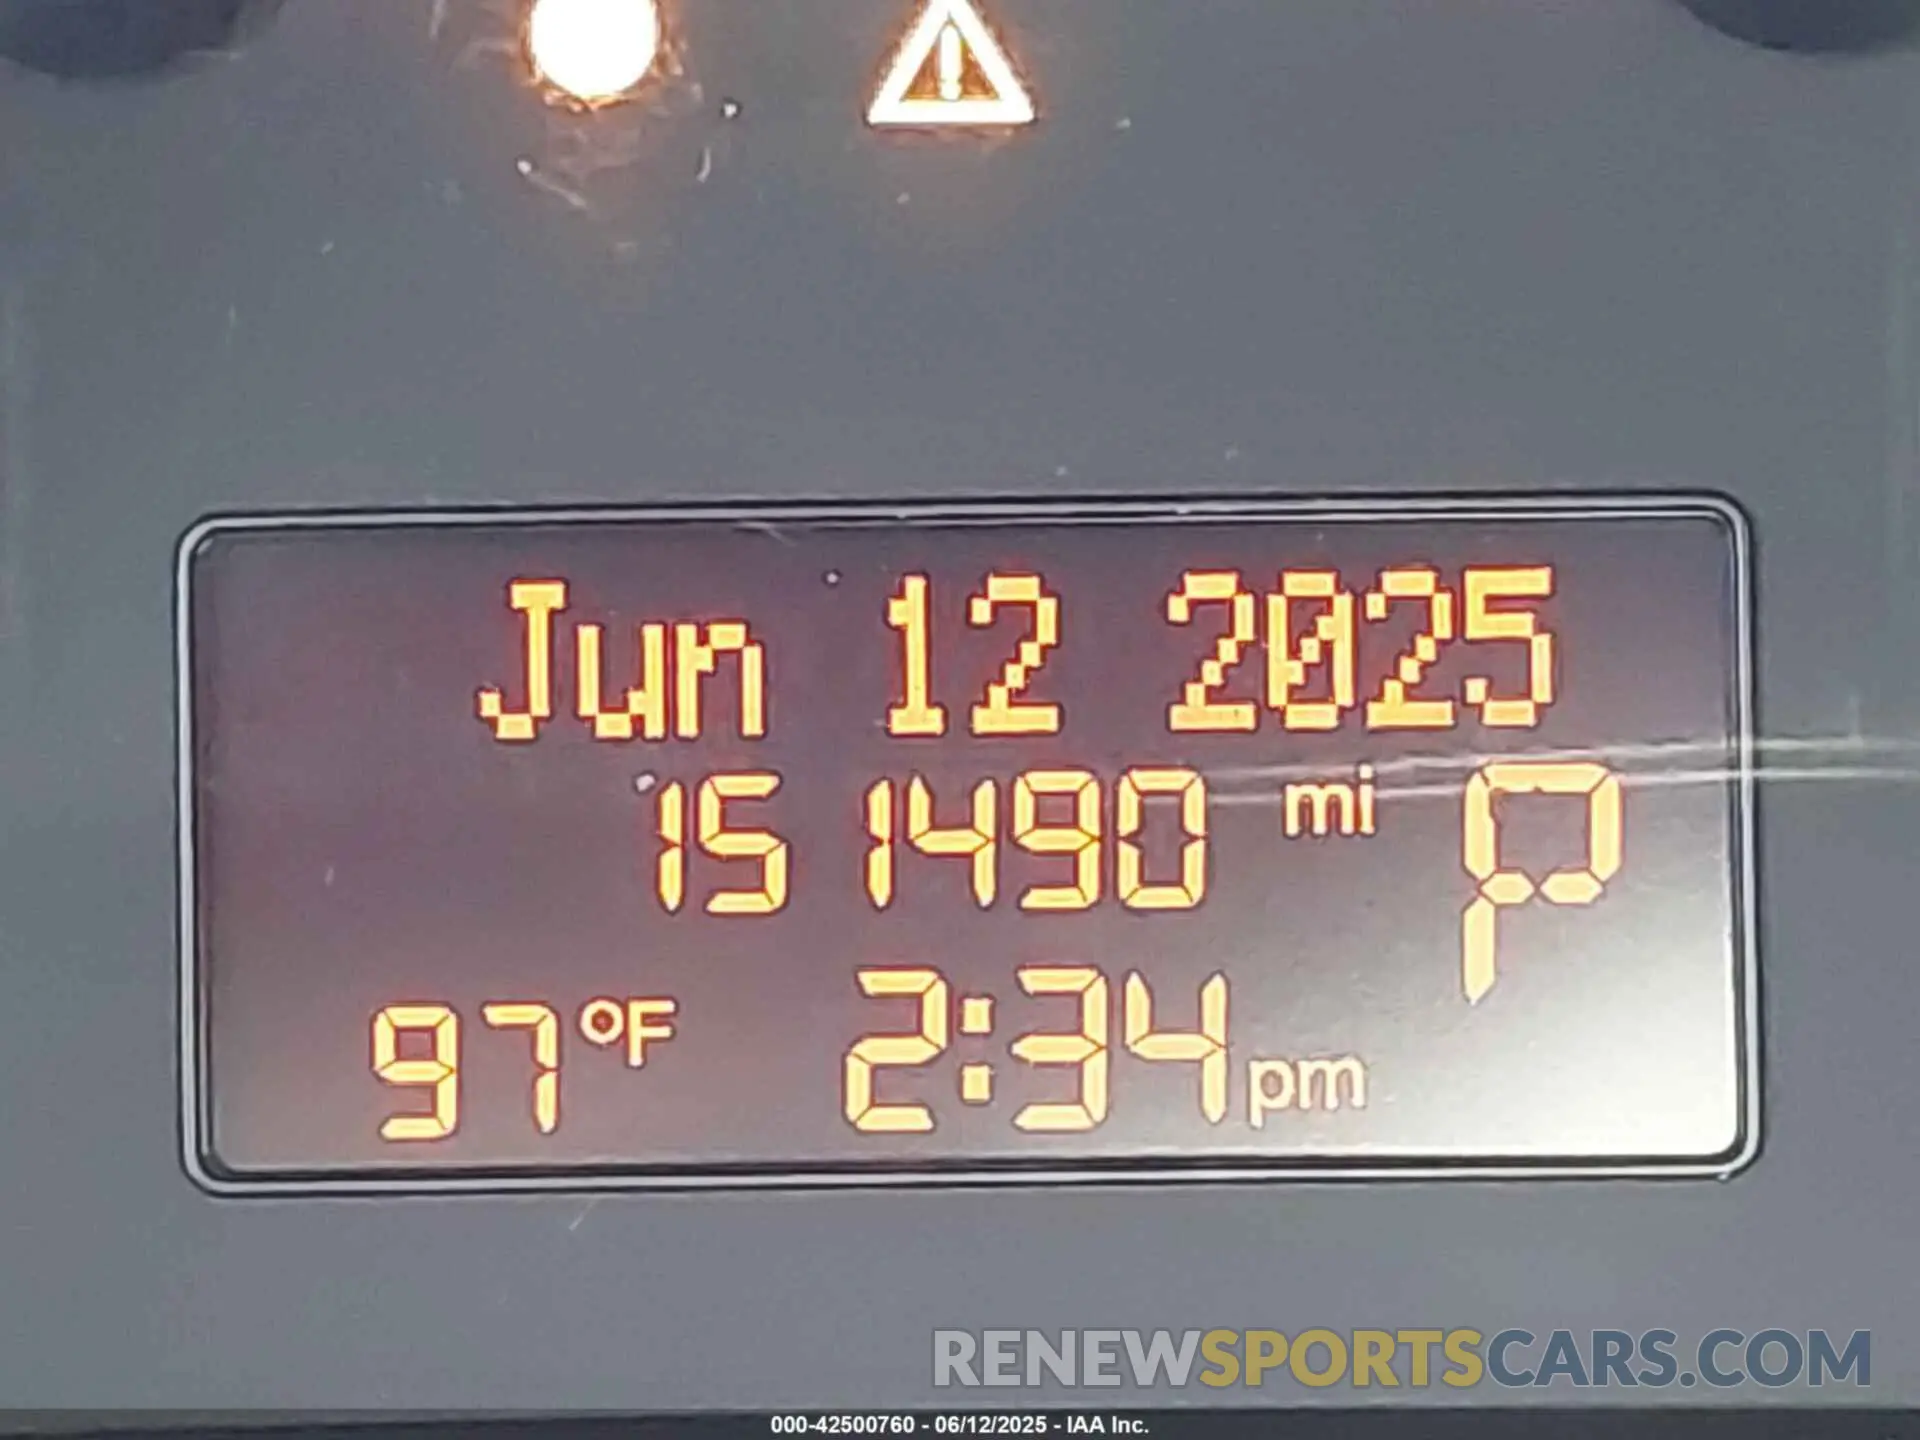 Jun 12 2025
151490 mi P
97 °F 2:34 pm
RENEWSPORTSCARS.COM
000-42500760 - 06/12/2025 - IAA Inc.